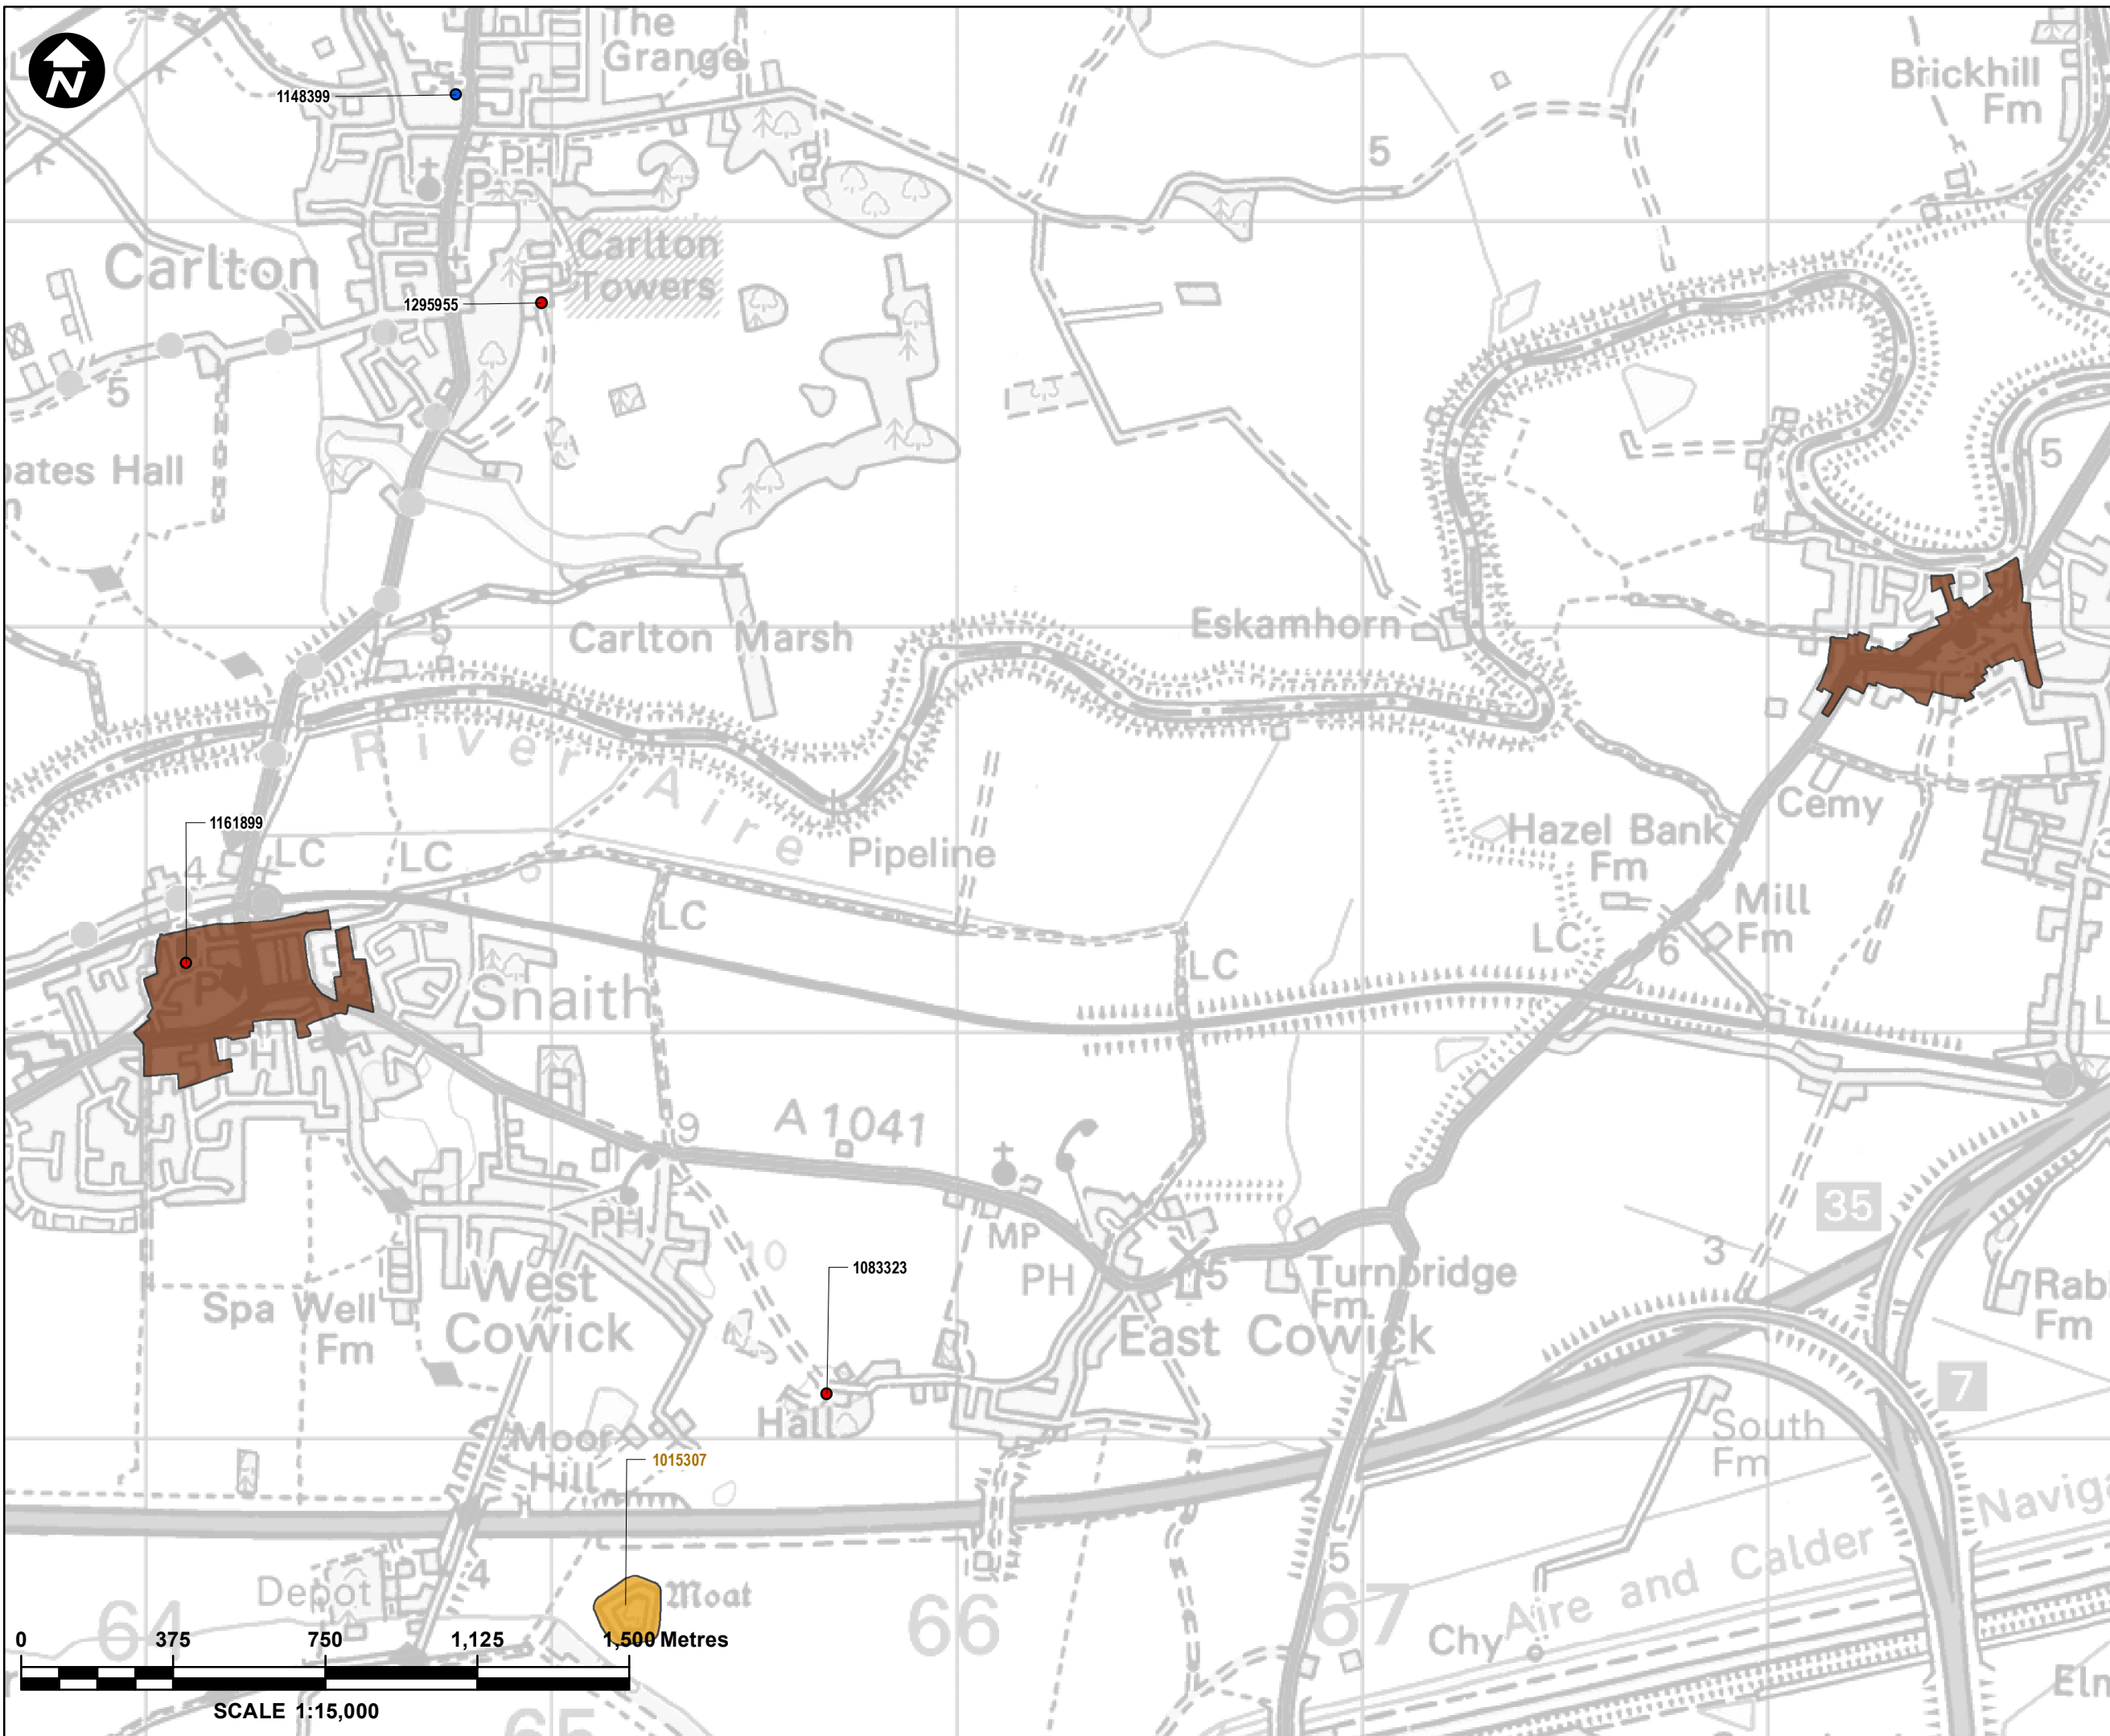 The
Grange
N
Brickhill
Fm
1148399
5
PH
P
Carlton
Carlton
Towers
1295955
5
5
ates Hall
5
Eskamhorn
Carlton Marsh
P
River Aire
Cemy
1161899
Pipeline
Hazel Bank
Fm
LC
LC
4
Mill
Fm
LC
LC
LC
6
P
Snaith
PH
9
A 1041
35
PH
MP
10
3
1083323
PH
5
Turnbridge
Fm
Rab
Fm
West
Cowick
Spa Well
Fm
East Cowick
7
Hall
South
Fm
Moor
Hill
1015307
Naviga
Aire and Calder
5
Depot
4
Moat
64
66
67
Chy
0 375 750 1,125 1,500 Metres
Eln
SCALE 1:15,000
65